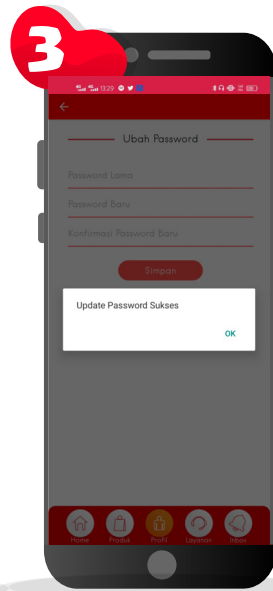 3
13:29
Ubah Password
Password Lama
Password Baru
Konfirmasi Password Baru
Simpan
Update Password Sukses
OK
Home Produk Profil Layanan Inbox